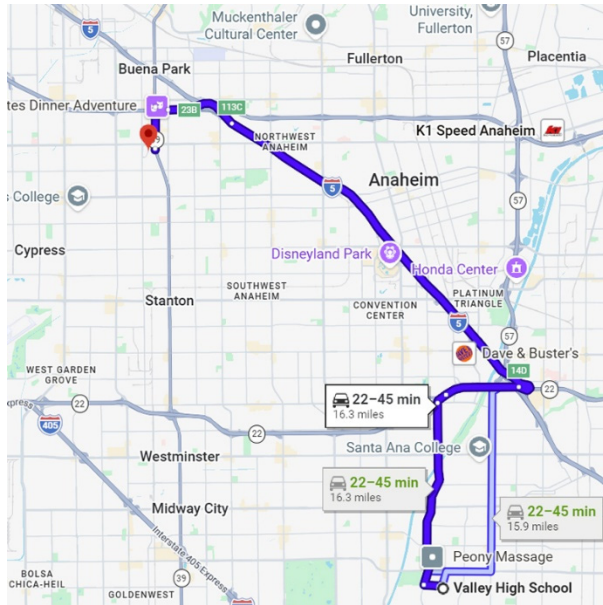 Muckenthaler
Cultural Center
University,
Fullerton
5
57
Placentia
Fullerton
Buena Park
tes Dinner Adventure
23B
113C
K1 Speed Anaheim
NORTHWEST
ANAHEIM
57
s College
5
Anaheim
Cypress
Disneyland Park
Honda Center
SOUTHWEST
ANAHEIM
PLATINUM
TRIANGLE
Stanton
CONVENTION
CENTER
5
57
Dave & Buster's
WEST GARDEN
GROVE
14D
22
22–45 min
16.3 miles
22
405
22
Santa Ana College
Westminster
22–45 min
16.3 miles
22–45 min
15.9 miles
Midway City
Interstate 405 Express
Peony Massage
BOLSA
CHICA-HEIL
39
GOLDENWEST
Valley High School